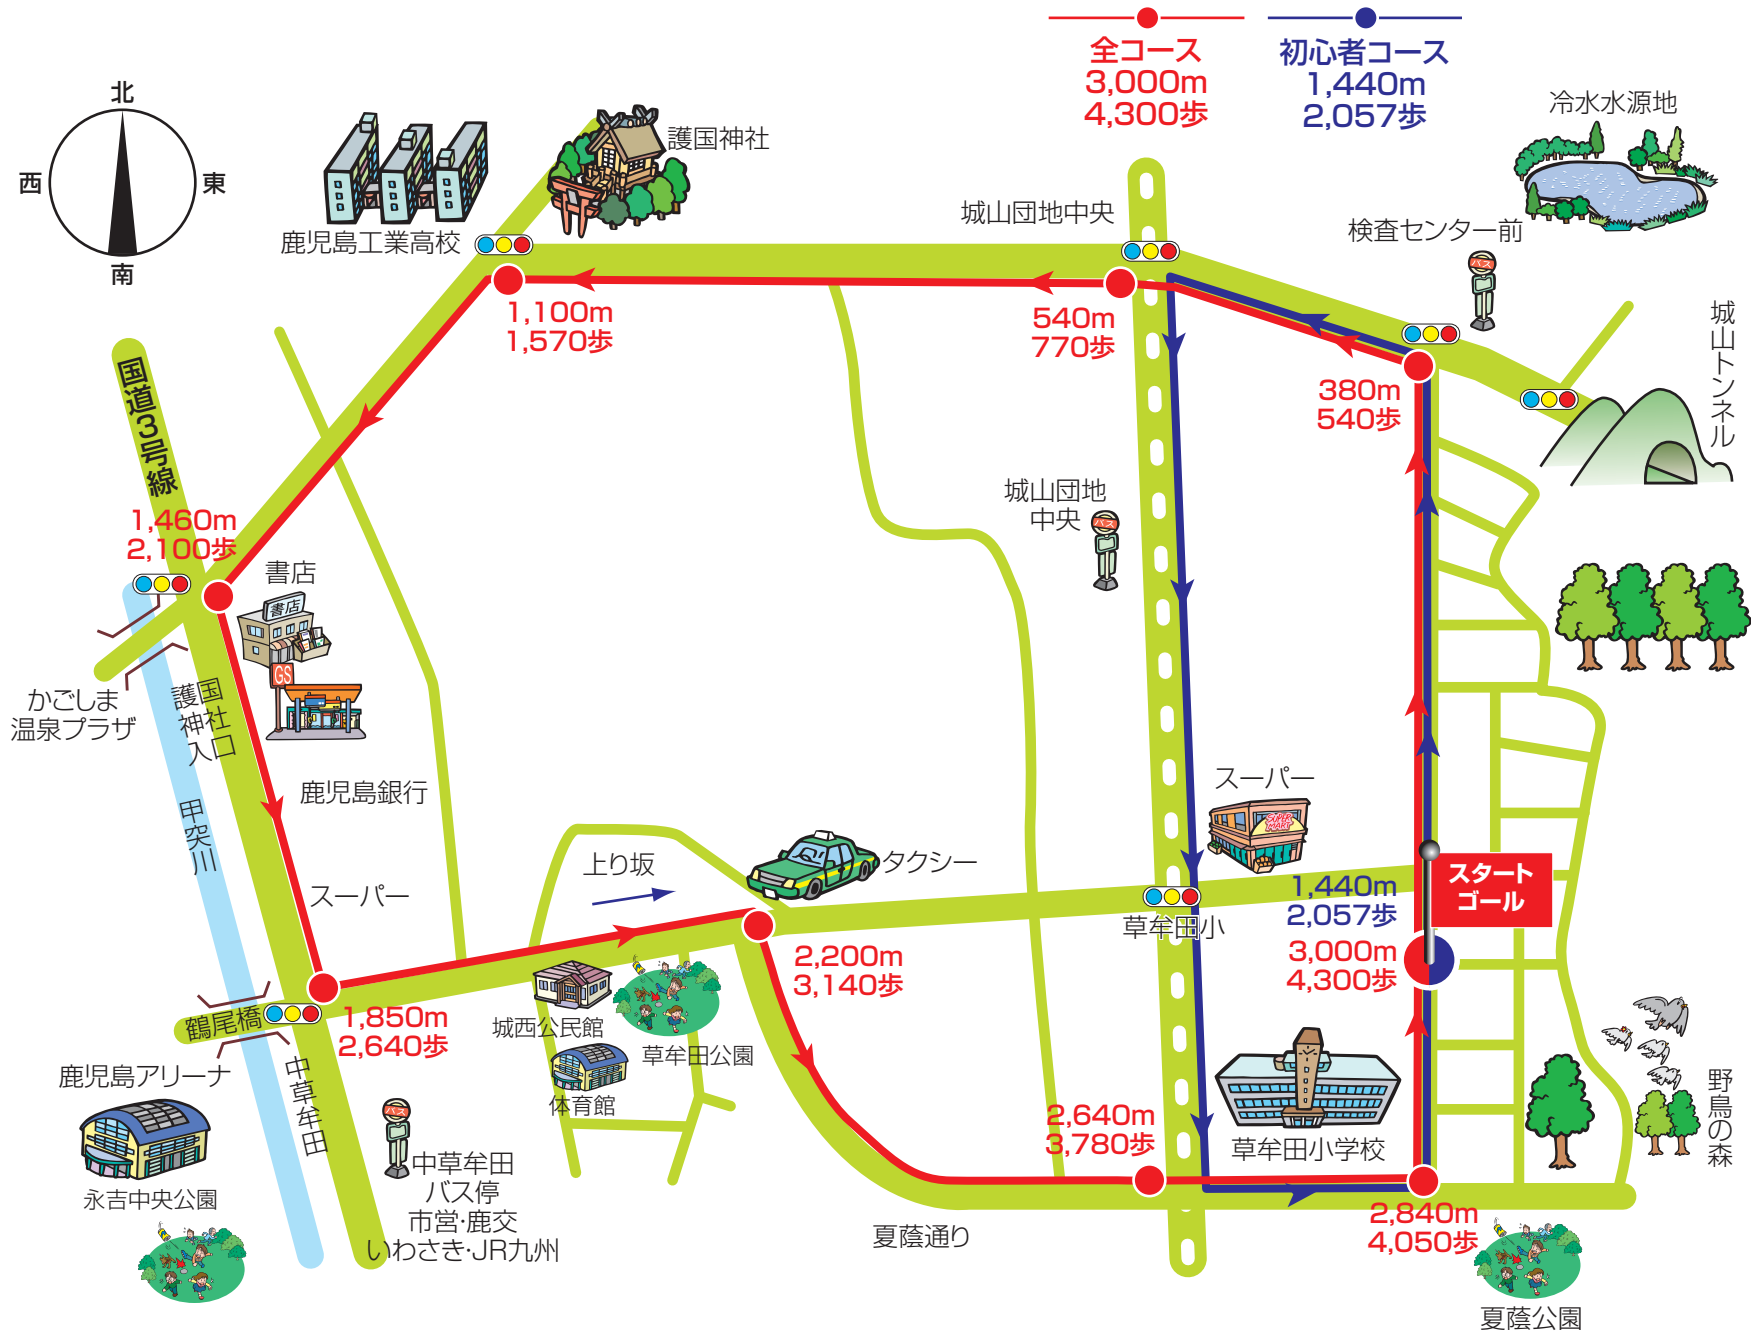 全コース
3,000m
4,300歩
初心者コース
1,440m
2,057歩
北
西
東
南
鹿児島工業高校
護国神社
城山団地中央
冷水水源地
検査センター前
バス
城山トンネル
1,100m
1,570歩
540m
770歩
380m
540歩
国道3号線
1,460m
2,100歩
書店
書店
GS
城山団地
中央
バス
かごしま
温泉プラザ
護国
神社
入口
鹿児島銀行
甲突川
スーパー
上り坂
タクシー
スーパー
SUPER
MART
スタート
ゴール
1,440m
2,057歩
草牟田小
3,000m
4,300歩
2,200m
3,140歩
鶴尾橋
1,850m
2,640歩
城西公民館
草牟田公園
体育館
鹿児島アリーナ
中草牟田
永吉中央公園
バス
中草牟田
バス停
市営・鹿交
いわさき・JR九州
2,640m
3,780歩
草牟田小学校
野鳥の森
夏蔭通り
2,840m
4,050歩
夏蔭公園